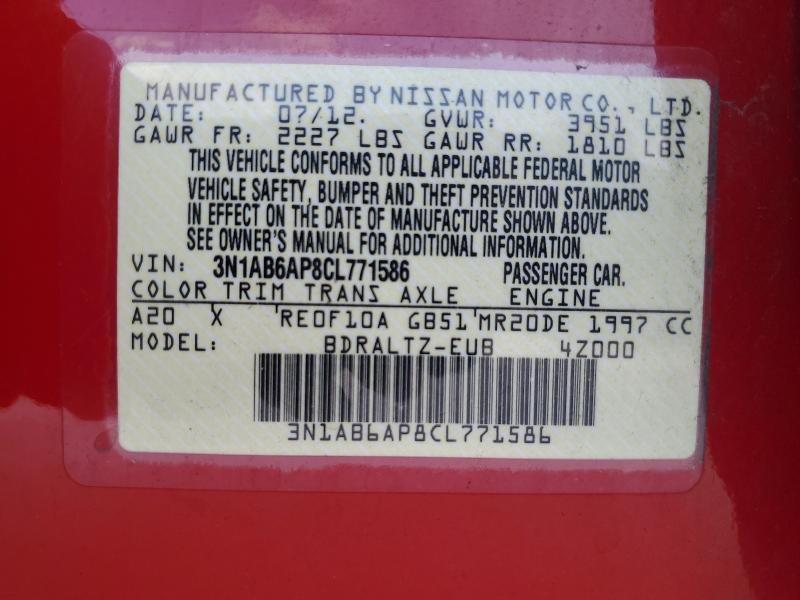 MANUFACTURED BY NISSAN MOTOR CO., LTD.
DATE: 07/12. GVWR: 3951 LBS
GAWR FR: 2227 LBS GAWR RR: 1810 LBS
THIS VEHICLE CONFORMS TO ALL APPLICABLE FEDERAL MOTOR
VEHICLE SAFETY, BUMPER AND THEFT PREVENTION STANDARDS
IN EFFECT ON THE DATE OF MANUFACTURE SHOWN ABOVE.
SEE OWNER'S MANUAL FOR ADDITIONAL INFORMATION.
VIN: 3N1AB6AP8CL771586 PASSENGER CAR.
COLOR TRIM TRANS AXLE ENGINE
A20 X RE0F10A GB51 MR20DE 1997 CC
MODEL: BDRALTZ-EUB 4Z000
3N1AB6AP8CL771586